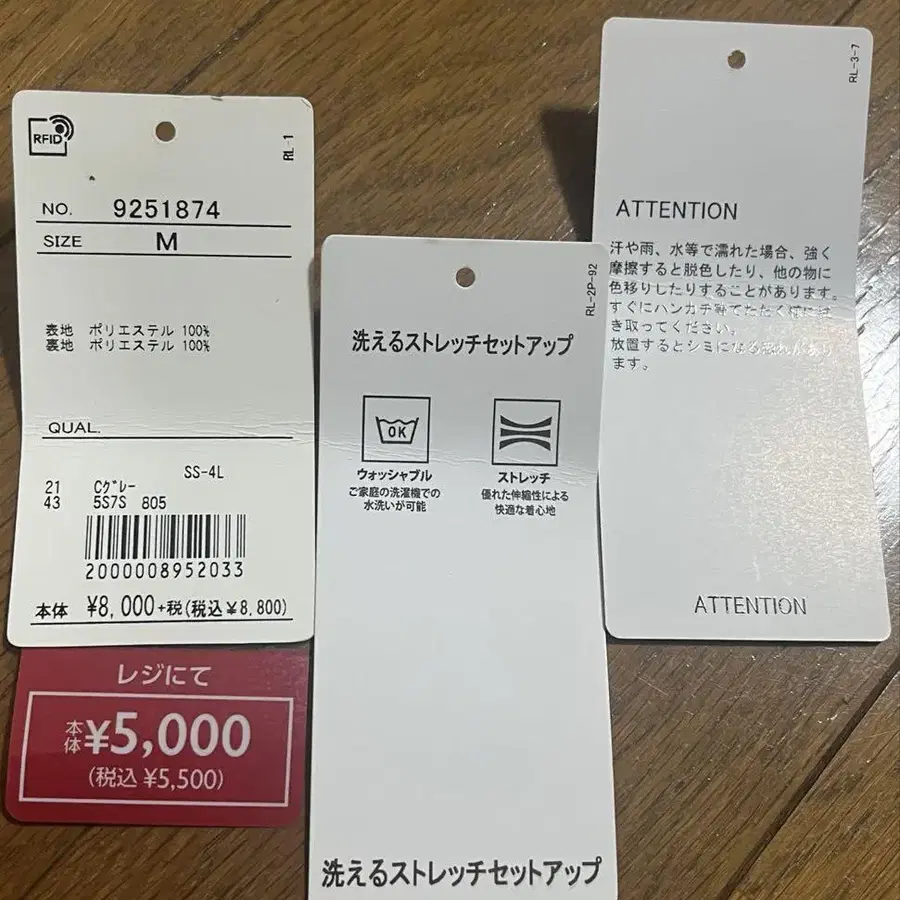 RFID
RL-1
NO. 9251874
SIZE M
表地 ポリエステル 100%
裏地 ポリエステル 100%
QUAL.
SS-4L
21 Cグレー
43 5S7S 805
2000008952033
本体 ¥8,000+税(税込¥8,800)
レジにて
本体 ¥5,000
(税込 ¥5,500)
RL-2P-92
洗えるストレッチセットアップ
OK
ウォッシャブル
ご家庭の洗濯機での
水洗いが可能
ストレッチ
優れた伸縮性による
快適な着心地
洗えるストレッチセットアップ
RL-3-7
ATTENTION
汗や雨、水等で濡れた場合、強く
摩擦すると脱色したり、他の物に
色移りしたりすることがあります。
すぐにハンカチ等でたたく様にふ
き取ってください。
放置するとシミになる恐れがあり
ます。
ATTENTION